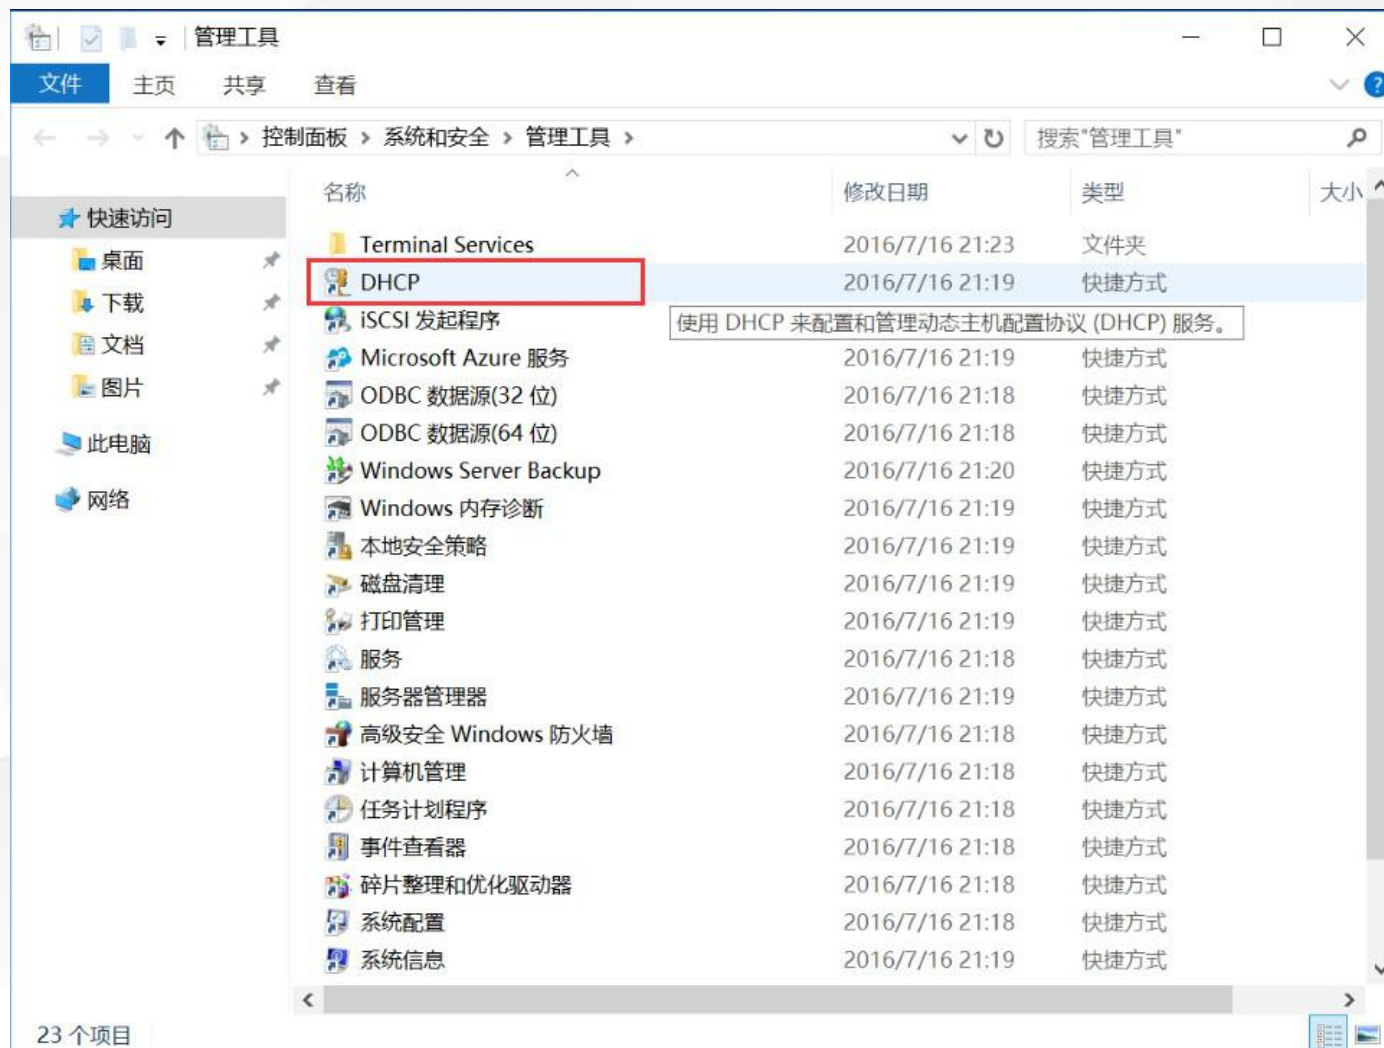 管理工具
文件 主页 共享 查看 ?
控制面板 系统和安全 管理工具 搜索"管理工具"
名称 修改日期 类型 大小
快速访问
桌面
下载
文档
图片
此电脑
网络
Terminal Services 2016/7/16 21:23 文件夹
DHCP 2016/7/16 21:19 快捷方式
iSCSI 发起程序
使用 DHCP 来配置和管理动态主机配置协议 (DHCP) 服务。
Microsoft Azure 服务 2016/7/16 21:19 快捷方式
ODBC 数据源(32 位) 2016/7/16 21:18 快捷方式
ODBC 数据源(64 位) 2016/7/16 21:18 快捷方式
Windows Server Backup 2016/7/16 21:20 快捷方式
Windows 内存诊断 2016/7/16 21:19 快捷方式
本地安全策略 2016/7/16 21:19 快捷方式
磁盘清理 2016/7/16 21:19 快捷方式
打印管理 2016/7/16 21:19 快捷方式
服务 2016/7/16 21:18 快捷方式
服务器管理器 2016/7/16 21:19 快捷方式
高级安全 Windows 防火墙 2016/7/16 21:18 快捷方式
计算机管理 2016/7/16 21:18 快捷方式
任务计划程序 2016/7/16 21:18 快捷方式
事件查看器 2016/7/16 21:18 快捷方式
碎片整理和优化驱动器 2016/7/16 21:18 快捷方式
系统配置 2016/7/16 21:18 快捷方式
系统信息 2016/7/16 21:19 快捷方式
23 个项目